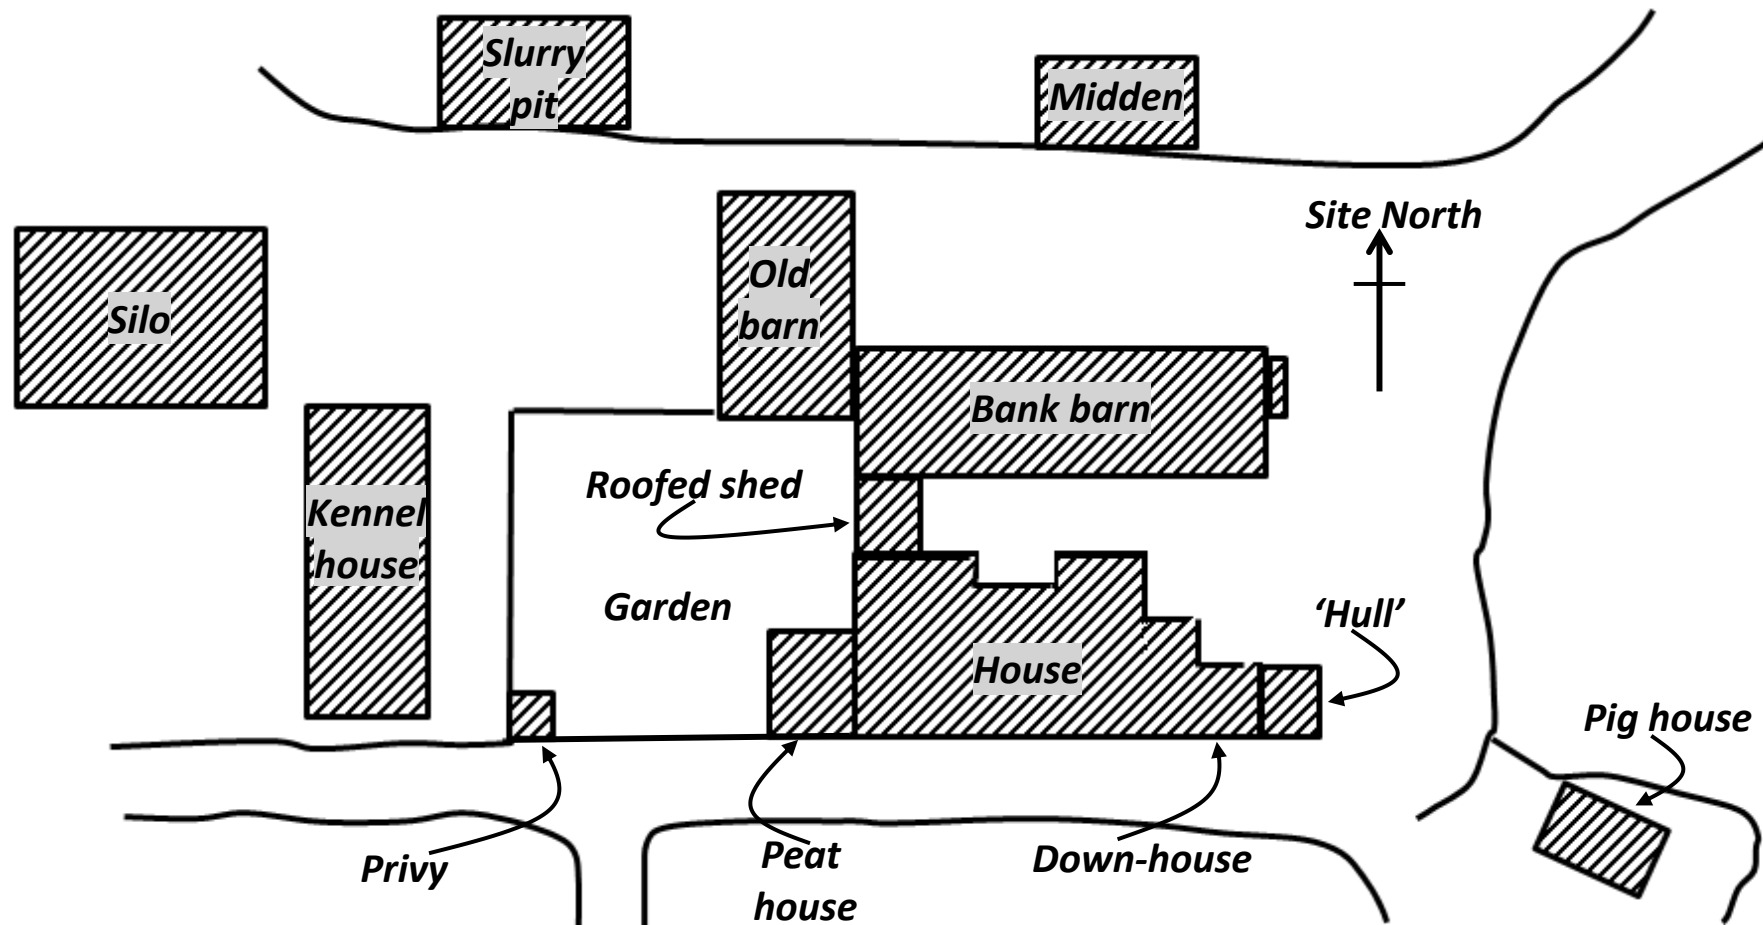 Slurry
pit
Midden
Site North
Old
barn
Silo
Bank barn
Roofed shed
Kennel
house
Garden
‘Hull’
House
Pig house
Privy
Peat
house
Down-house